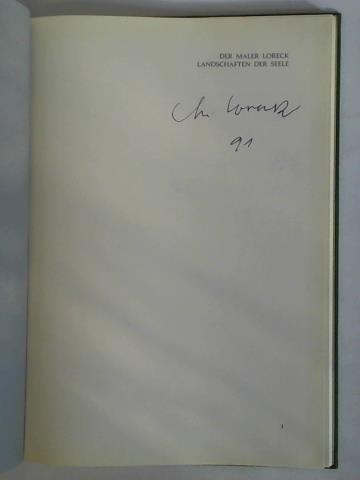 DER MALER LORECK
LANDSCHAFTEN DER SEELE
Ch. Loreck
91